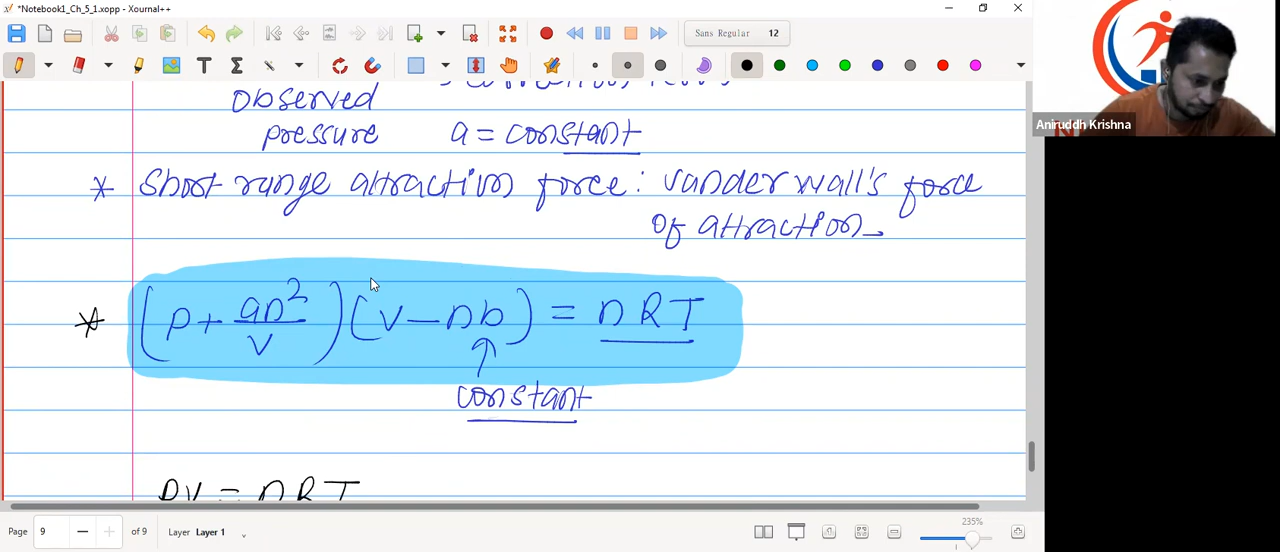 *Notebook1_Ch_5_1.xopp - Xournal++
Sans Regular 12
Aniruddh Krishna
observed
pressure a = constant
* short range attraction force: vander wall's force
of attraction.
* (p + an²/v) (v - nb) = nRT
constant
PV = nRT
Page 9 of 9 Layer Layer 1 235%